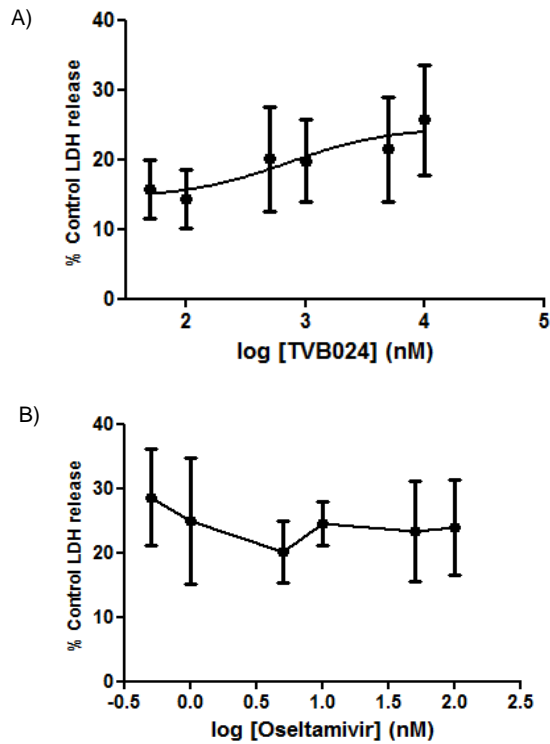 A)
% Control LDH release
40
30
20
10
0
2 3 4 5
log [TVB024] (nM)
B)
% Control LDH release
40
30
20
10
0
-0.5 0.0 0.5 1.0 1.5 2.0 2.5
log [Oseltamivir] (nM)